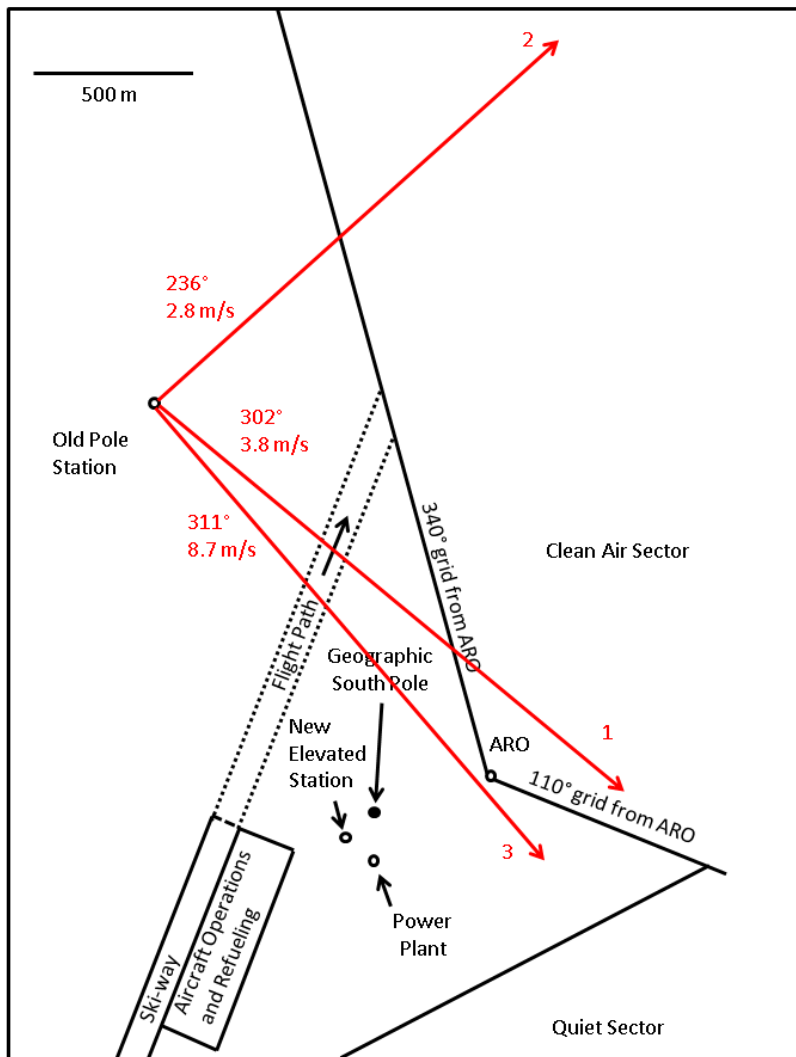 2
500 m
236°
2.8 m/s
302°
3.8 m/s
Old Pole
Station
311°
8.7 m/s
340° grid from ARO
Clean Air Sector
Flight Path
Geographic
South Pole
New
Elevated
Station
ARO
1
110° grid from ARO
3
Power
Plant
Ski-way
Aircraft Operations
and Refueling
Quiet Sector